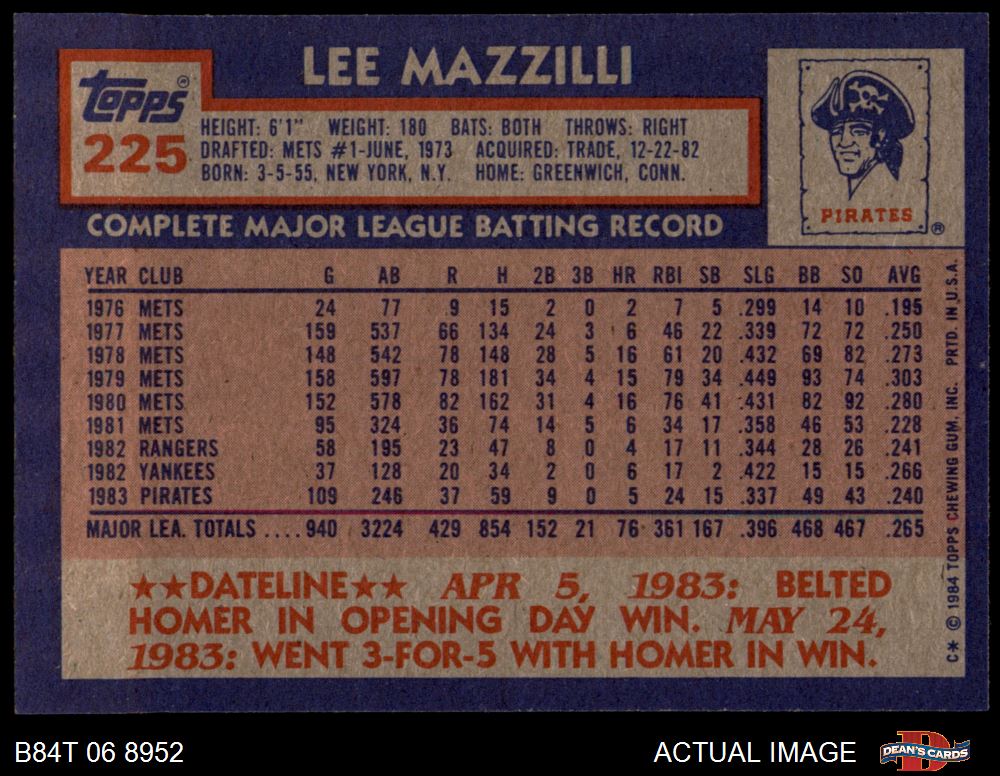 LEE MAZZILLI
Topps®
225
HEIGHT: 6'1" WEIGHT: 180 BATS: BOTH THROWS: RIGHT
DRAFTED: METS #1-JUNE, 1973 ACQUIRED: TRADE, 12-22-82
BORN: 3-5-55, NEW YORK, N.Y. HOME: GREENWICH, CONN.
PIRATES®
COMPLETE MAJOR LEAGUE BATTING RECORD
YEAR CLUB G AB R H 2B 3B HR RBI SB SLG BB SO AVG
1976 METS 24 77 9 15 2 0 2 7 5 .299 14 10 .195
1977 METS 159 537 66 134 24 3 6 46 22 .339 72 72 .250
1978 METS 148 542 78 148 28 5 16 61 20 .432 69 82 .273
1979 METS 158 597 78 181 34 4 15 79 34 .449 93 74 .303
1980 METS 152 578 82 162 31 4 16 76 41 .431 82 92 .280
1981 METS 95 324 36 74 14 5 6 34 17 .358 46 53 .228
1982 RANGERS 58 195 23 47 8 0 4 17 11 .344 28 26 .241
1982 YANKEES 37 128 20 34 2 0 6 17 2 .422 15 15 .266
1983 PIRATES 109 246 37 59 9 0 5 24 15 .337 49 43 .240
MAJOR LEA. TOTALS .... 940 3224 429 854 152 21 76 361 167 .396 468 467 .265
★★DATELINE★★ APR 5, 1983: BELTED
HOMER IN OPENING DAY WIN. MAY 24,
1983: WENT 3-FOR-5 WITH HOMER IN WIN.
C* © 1984 TOPPS CHEWING GUM, INC. PRTD. IN U.S.A.
B84T 06 8952
ACTUAL IMAGE
D
DEAN'S CARDS